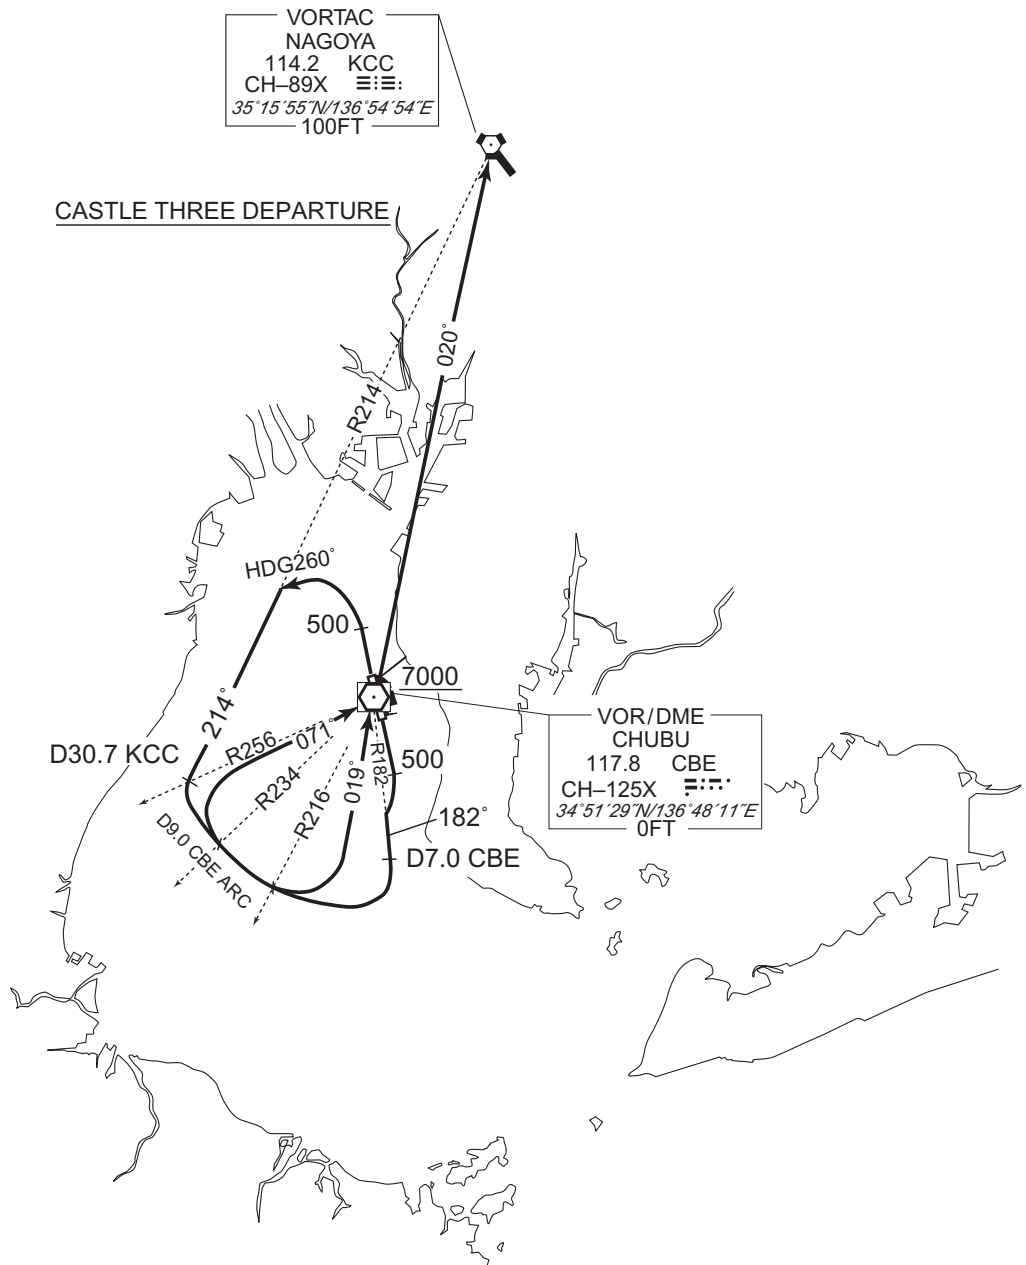 VORTAC
NAGOYA
114.2 KCC
CH–89X
35°15´55˝N/136°54´54˝E
100FT
CASTLE THREE DEPARTURE
020°
R214
HDG260°
500
7000
214°
VOR/DME
CHUBU
117.8 CBE
CH–125X
34°51´29˝N/136°48´11˝E
0FT
D30.7 KCC
R256
071°
R234
R216
019°
R182
500
182°
D7.0 CBE
D9.0 CBE ARC